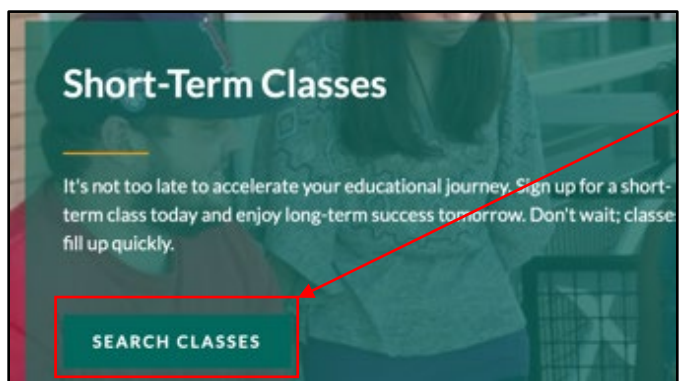 Short-Term Classes
It's not too late to accelerate your educational journey. Sign up for a short-
term class today and enjoy long-term success tomorrow. Don't wait; classe
fill up quickly.
SEARCH CLASSES